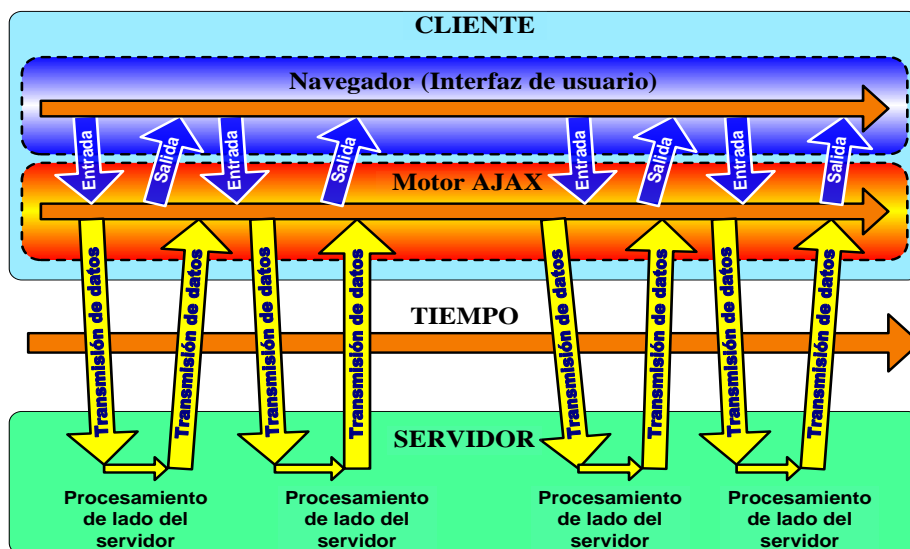 CLIENTE
Navegador (Interfaz de usuario)
Entrada
Salida
Entrada
Salida
Entrada
Salida
Entrada
Salida
Motor AJAX
Transmisión de datos
Transmisión de datos
Transmisión de datos
Transmisión de datos
Transmisión de datos
Transmisión de datos
Transmisión de datos
Transmisión de datos
TIEMPO
SERVIDOR
Procesamiento
de lado del
servidor
Procesamiento
de lado del
servidor
Procesamiento
de lado del
servidor
Procesamiento
de lado del
servidor